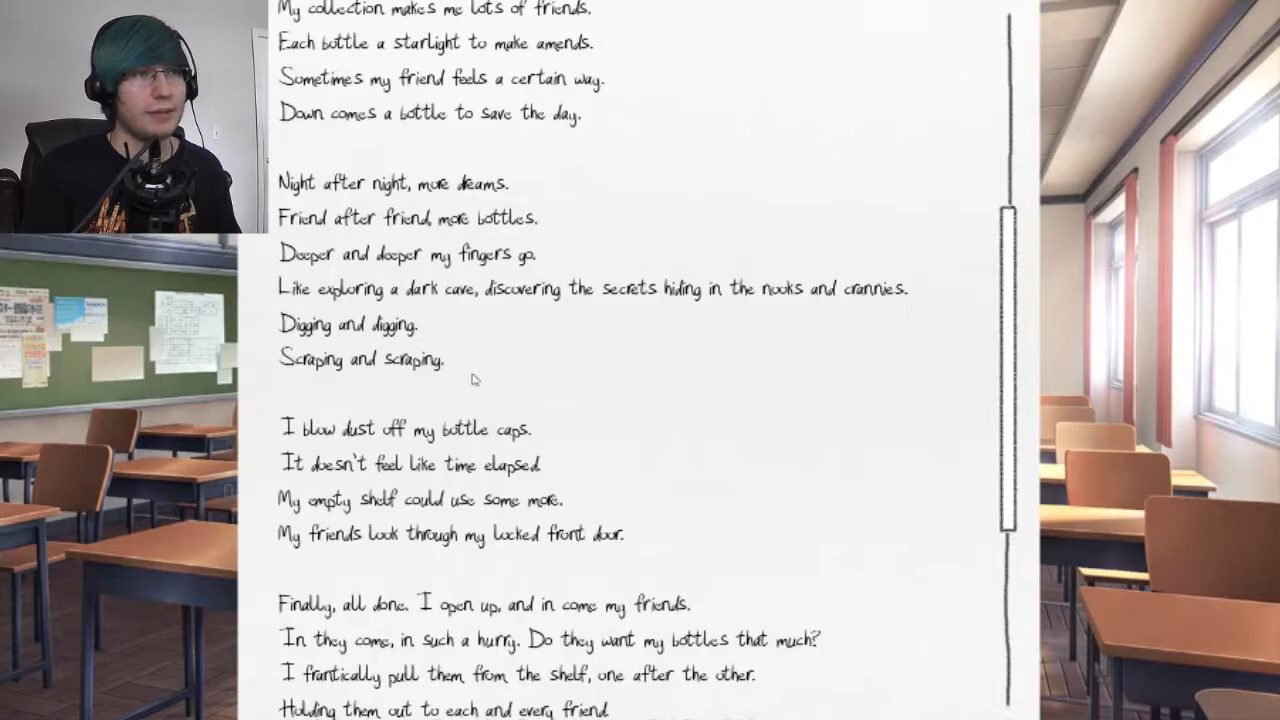 My collection makes me lots of friends.
Each bottle a starlight to make amends.
Sometimes my friend feels a certain way.
Down comes a bottle to save the day.
Night after night, more dreams.
Friend after friend, more bottles.
Deeper and deeper my fingers go.
Like exploring a dark cave, discovering the secrets hiding in the nooks and crannies.
Digging and digging.
Scraping and scraping.
I blow dust off my bottle caps.
It doesn't feel like time elapsed.
My empty shelf could use some more.
My friends look through my locked front door.
Finally, all done. I open up, and in come my friends.
In they come, in such a hurry. Do they want my bottles that much?
I frantically pull them from the shelf, one after the other.
Holding them out to each and every friend.